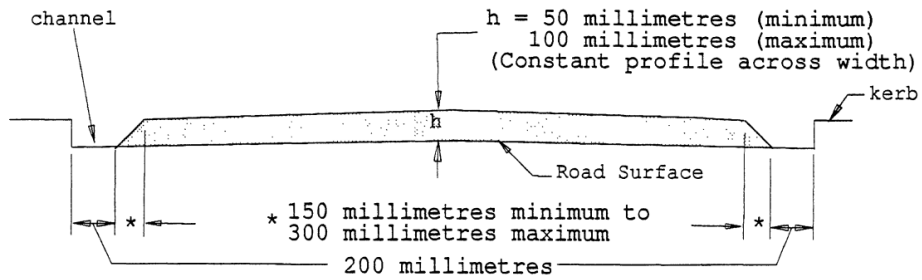 channel
h = 50 millimetres (minimum)
100 millimetres (maximum)
(Constant profile across width)
kerb
h
Road Surface
* * 150 millimetres minimum to *
300 millimetres maximum
200 millimetres